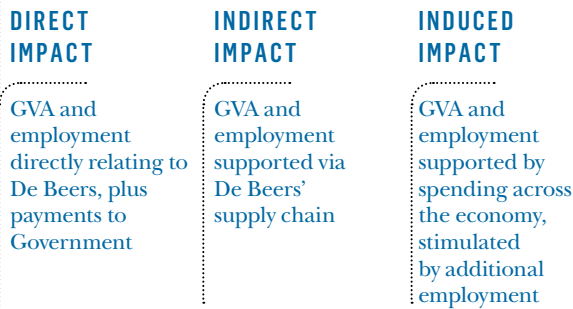 DIRECT
IMPACT
GVA and
employment
directly relating to
De Beers, plus
payments to
Government
INDIRECT
IMPACT
GVA and
employment
supported via
De Beers’
supply chain
INDUCED
IMPACT
GVA and
employment
supported by
spending across
the economy,
stimulated
by additional
employment